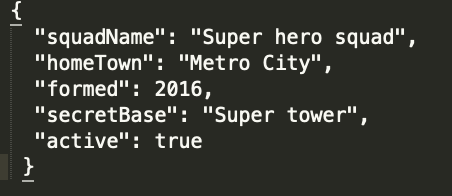 {
  "squadName": "Super hero squad",
  "homeTown": "Metro City",
  "formed": 2016,
  "secretBase": "Super tower",
  "active": true
}